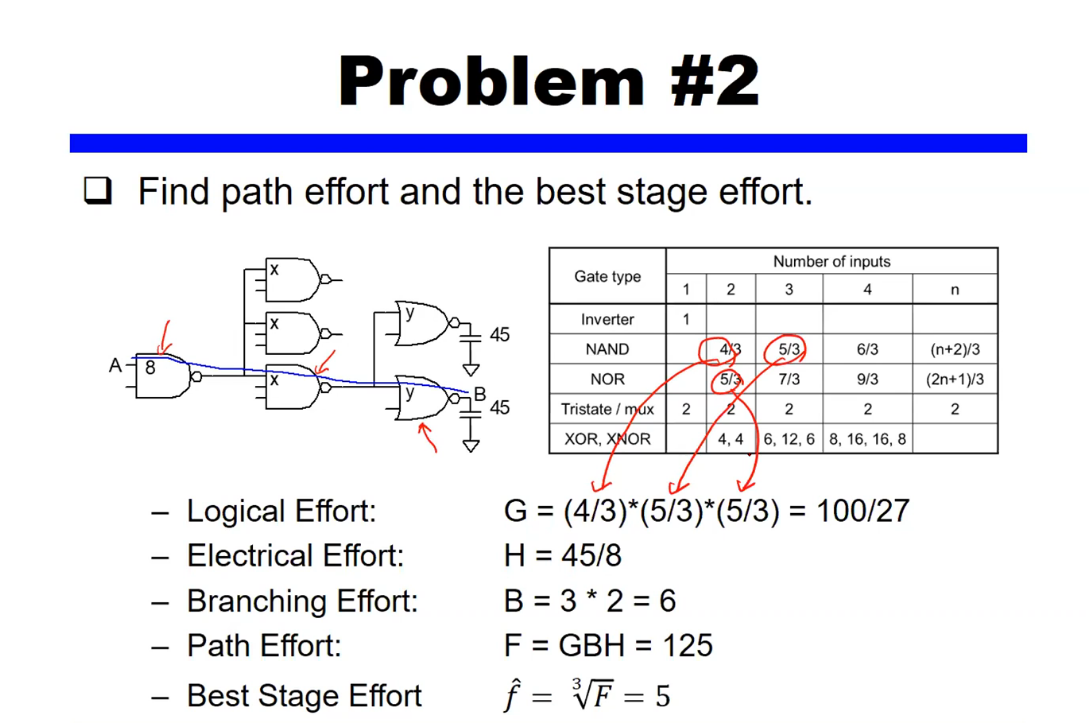 Problem #2
❑ Find path effort and the best stage effort.
x
x
y
45
A
8
x
y
B
45
Gate type
Number of inputs
1 2 3 4 n
Inverter 1
NAND 4/3 5/3 6/3 (n+2)/3
NOR 5/3 7/3 9/3 (2n+1)/3
Tristate / mux 2 2 2 2 2
XOR, XNOR 4, 4 6, 12, 6 8, 16, 16, 8
– Logical Effort: G = (4/3)*(5/3)*(5/3) = 100/27
– Electrical Effort: H = 45/8
– Branching Effort: B = 3 * 2 = 6
– Path Effort: F = GBH = 125
– Best Stage Effort f̂ = ∛F = 5